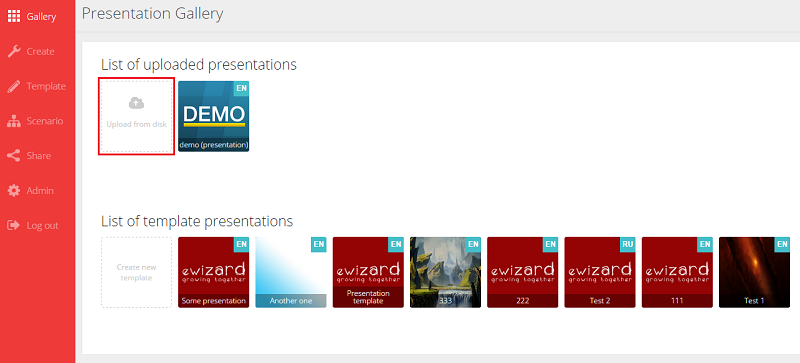 Presentation Gallery
Gallery
Create
Template
Scenario
Share
Admin
Log out
List of uploaded presentations
Upload from disk
EN
DEMO
demo (presentation)
List of template presentations
Create new
template
EN
ewizard
growing together
Some presentation
EN
Another one
EN
ewizard
growing together
Presentation
template
EN
333
EN
ewizard
growing together
222
RU
ewizard
growing together
Test 2
EN
ewizard
growing together
111
EN
Test 1